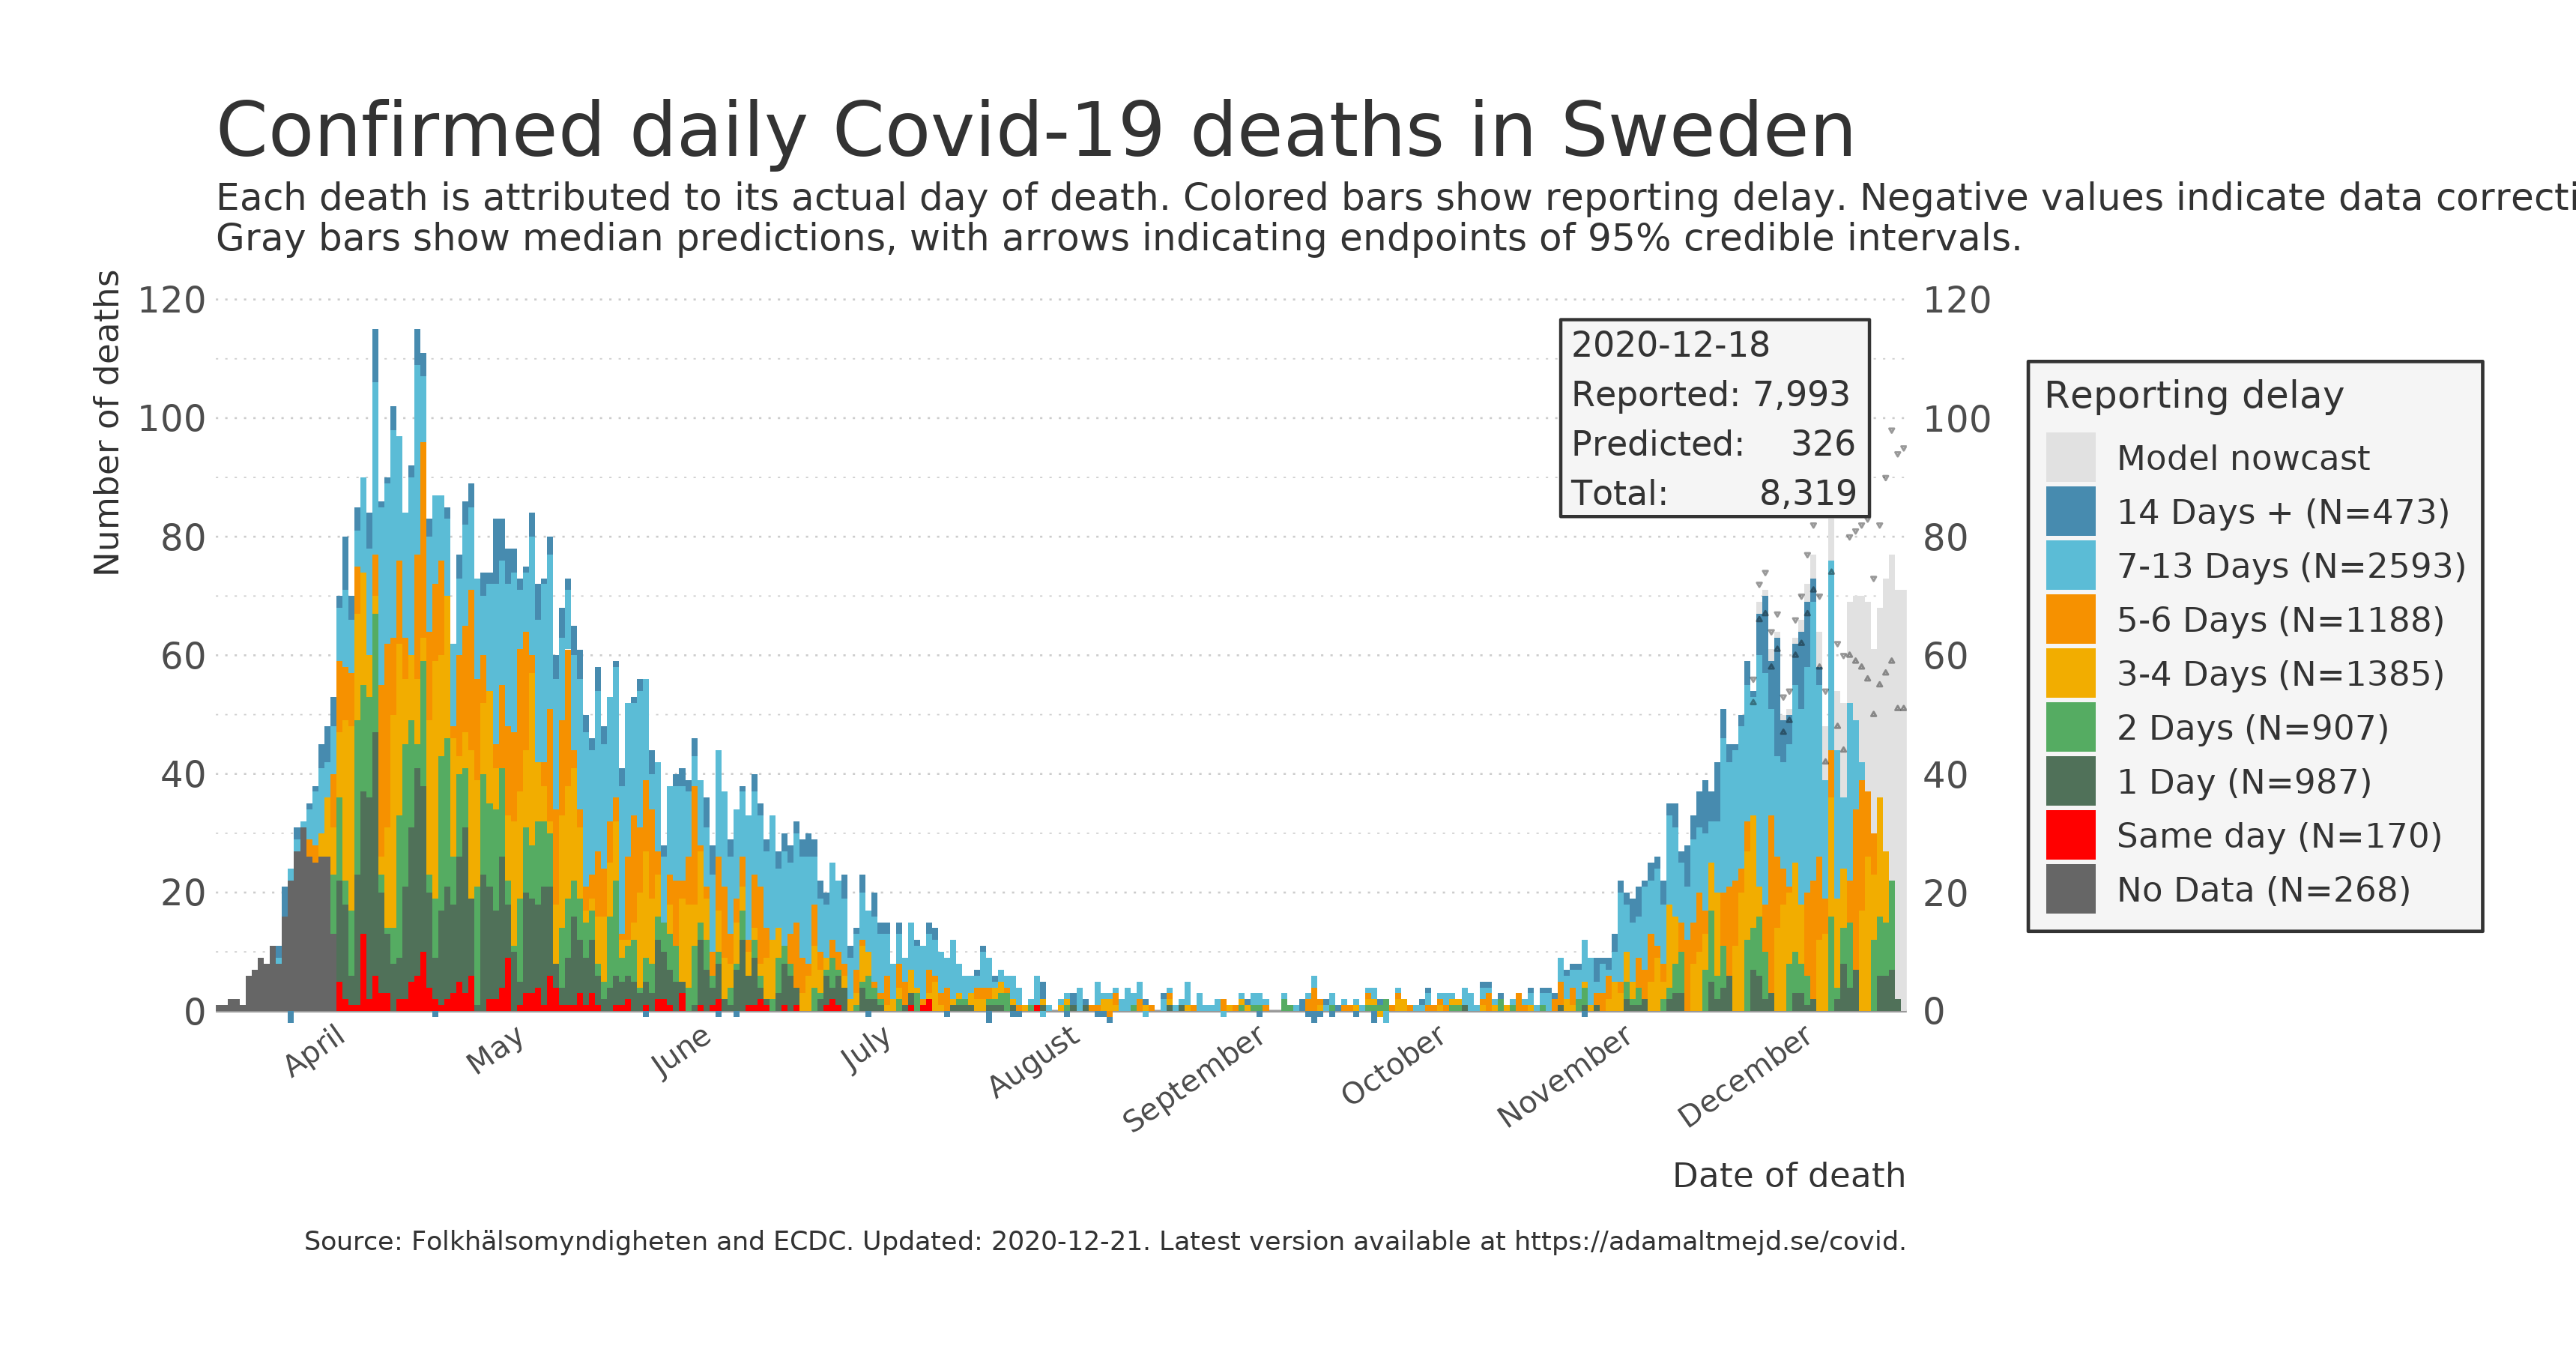 Confirmed daily Covid-19 deaths in Sweden
Each death is attributed to its actual day of death. Colored bars show reporting delay. Negative values indicate data correcti
Gray bars show median predictions, with arrows indicating endpoints of 95% credible intervals.
Number of deaths
120
100
80
60
40
20
0
2020-12-18
Reported: 7,993
Predicted: 326
Total: 8,319
120
100
80
60
40
20
0
Reporting delay
Model nowcast
14 Days + (N=473)
7-13 Days (N=2593)
5-6 Days (N=1188)
3-4 Days (N=1385)
2 Days (N=907)
1 Day (N=987)
Same day (N=170)
No Data (N=268)
April
May
June
July
August
September
October
November
December
Date of death
Source: Folkhälsomyndigheten and ECDC. Updated: 2020-12-21. Latest version available at https://adamaltmejd.se/covid.